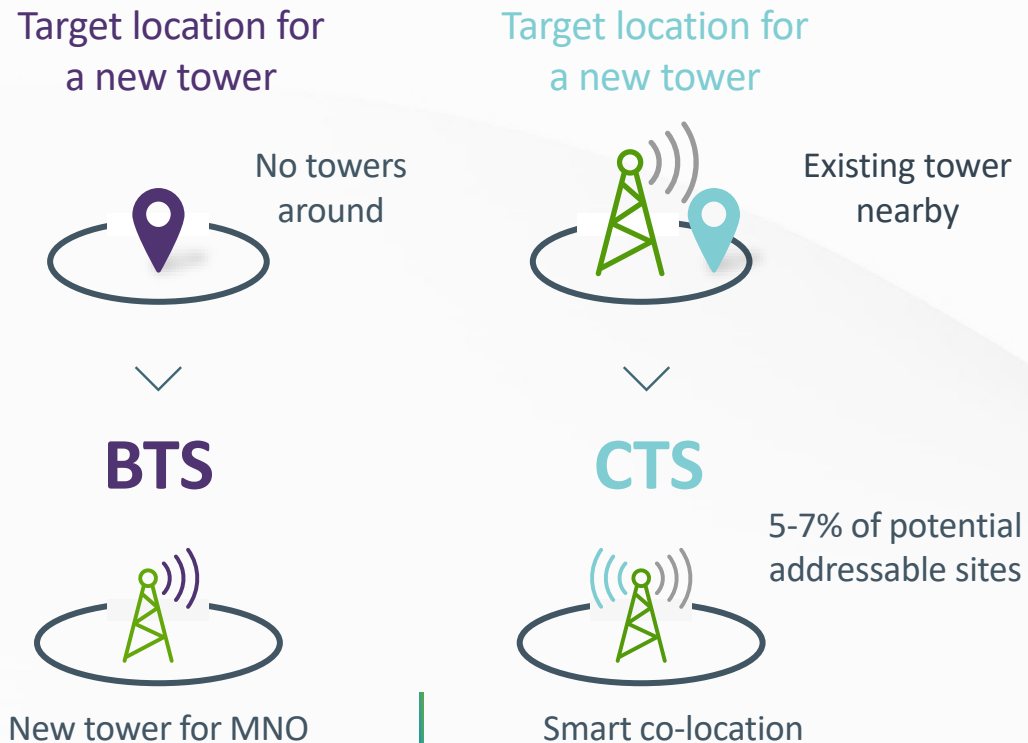 Target location for
a new tower
No towers
around
BTS
New tower for MNO
Target location for
a new tower
Existing tower
nearby
CTS
5-7% of potential
addressable sites
Smart co-location